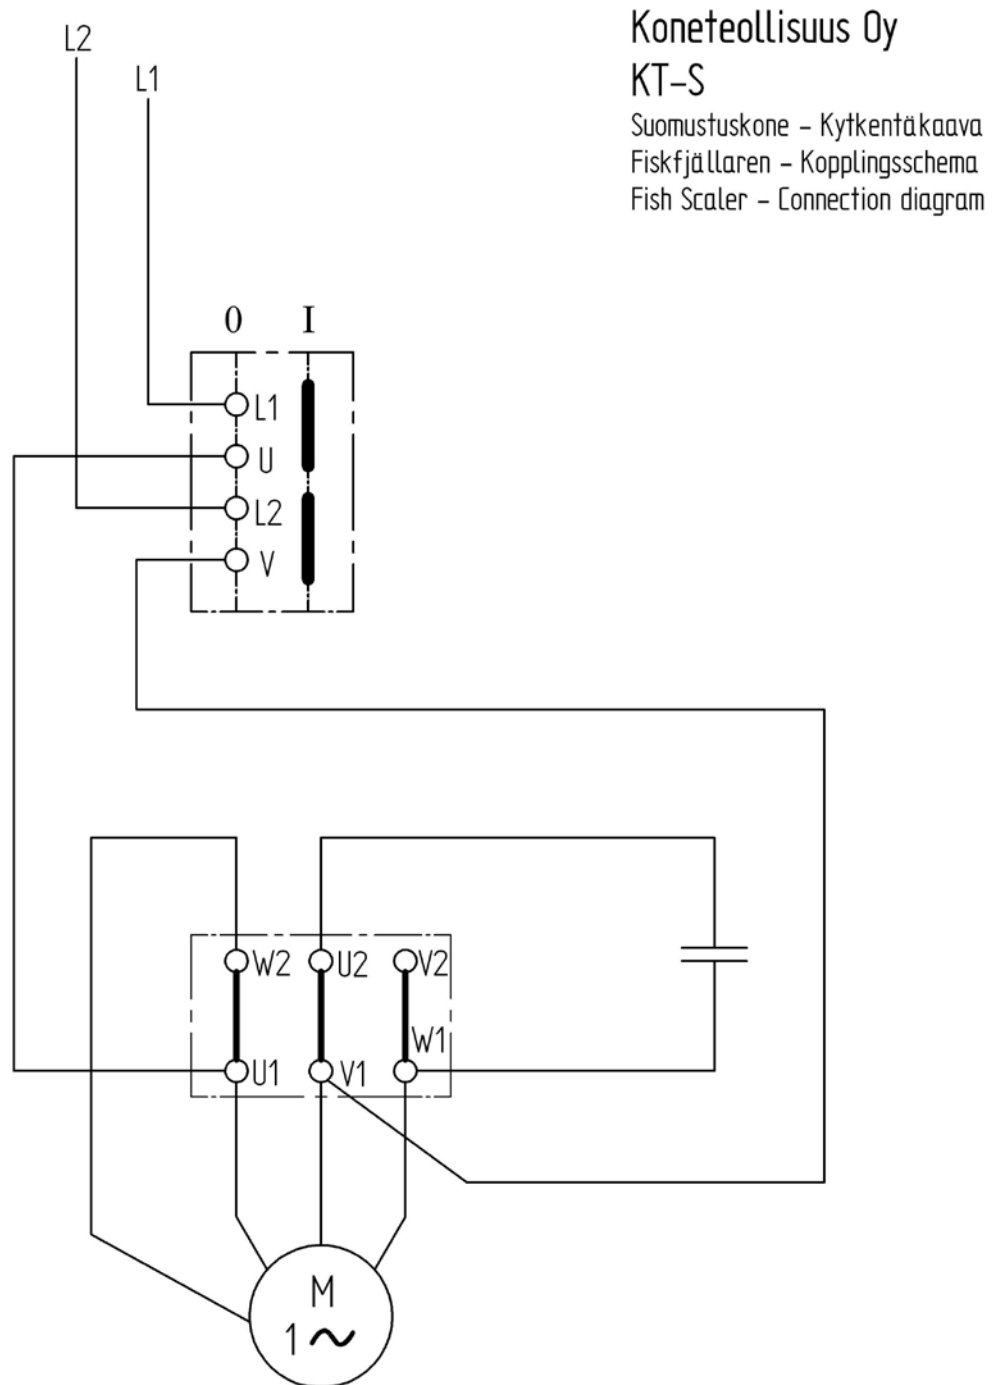 L2
L1
Koneteollisuus Oy
KT-S
Suomustuskone - Kytkentäkaava
Fiskfjällaren - Kopplingsschema
Fish Scaler - Connection diagram
0 I
L1
U
L2
V
W2 U2 V2
W1
U1 V1
M
1~